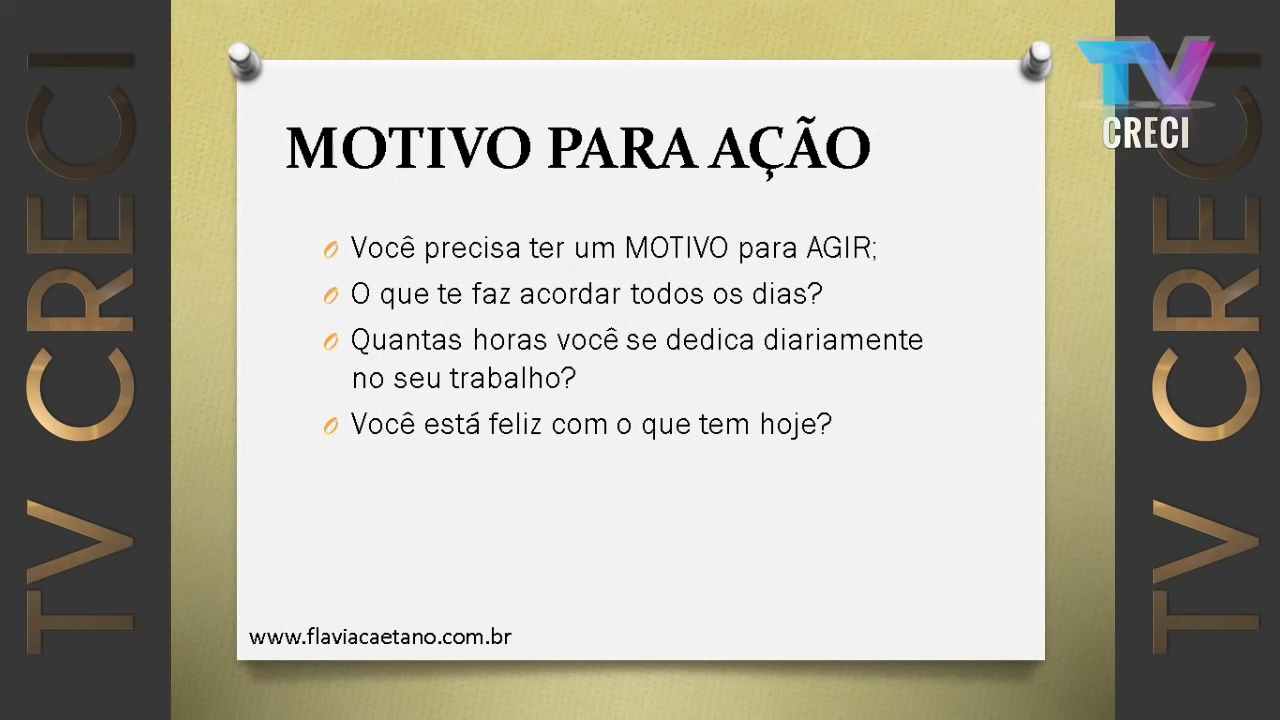 TV CRECI
TV
CRECI
MOTIVO PARA AÇÃO
Você precisa ter um MOTIVO para AGIR;
O que te faz acordar todos os dias?
Quantas horas você se dedica diariamente
no seu trabalho?
Você está feliz com o que tem hoje?
www.flaviacaetano.com.br
TV CRECI